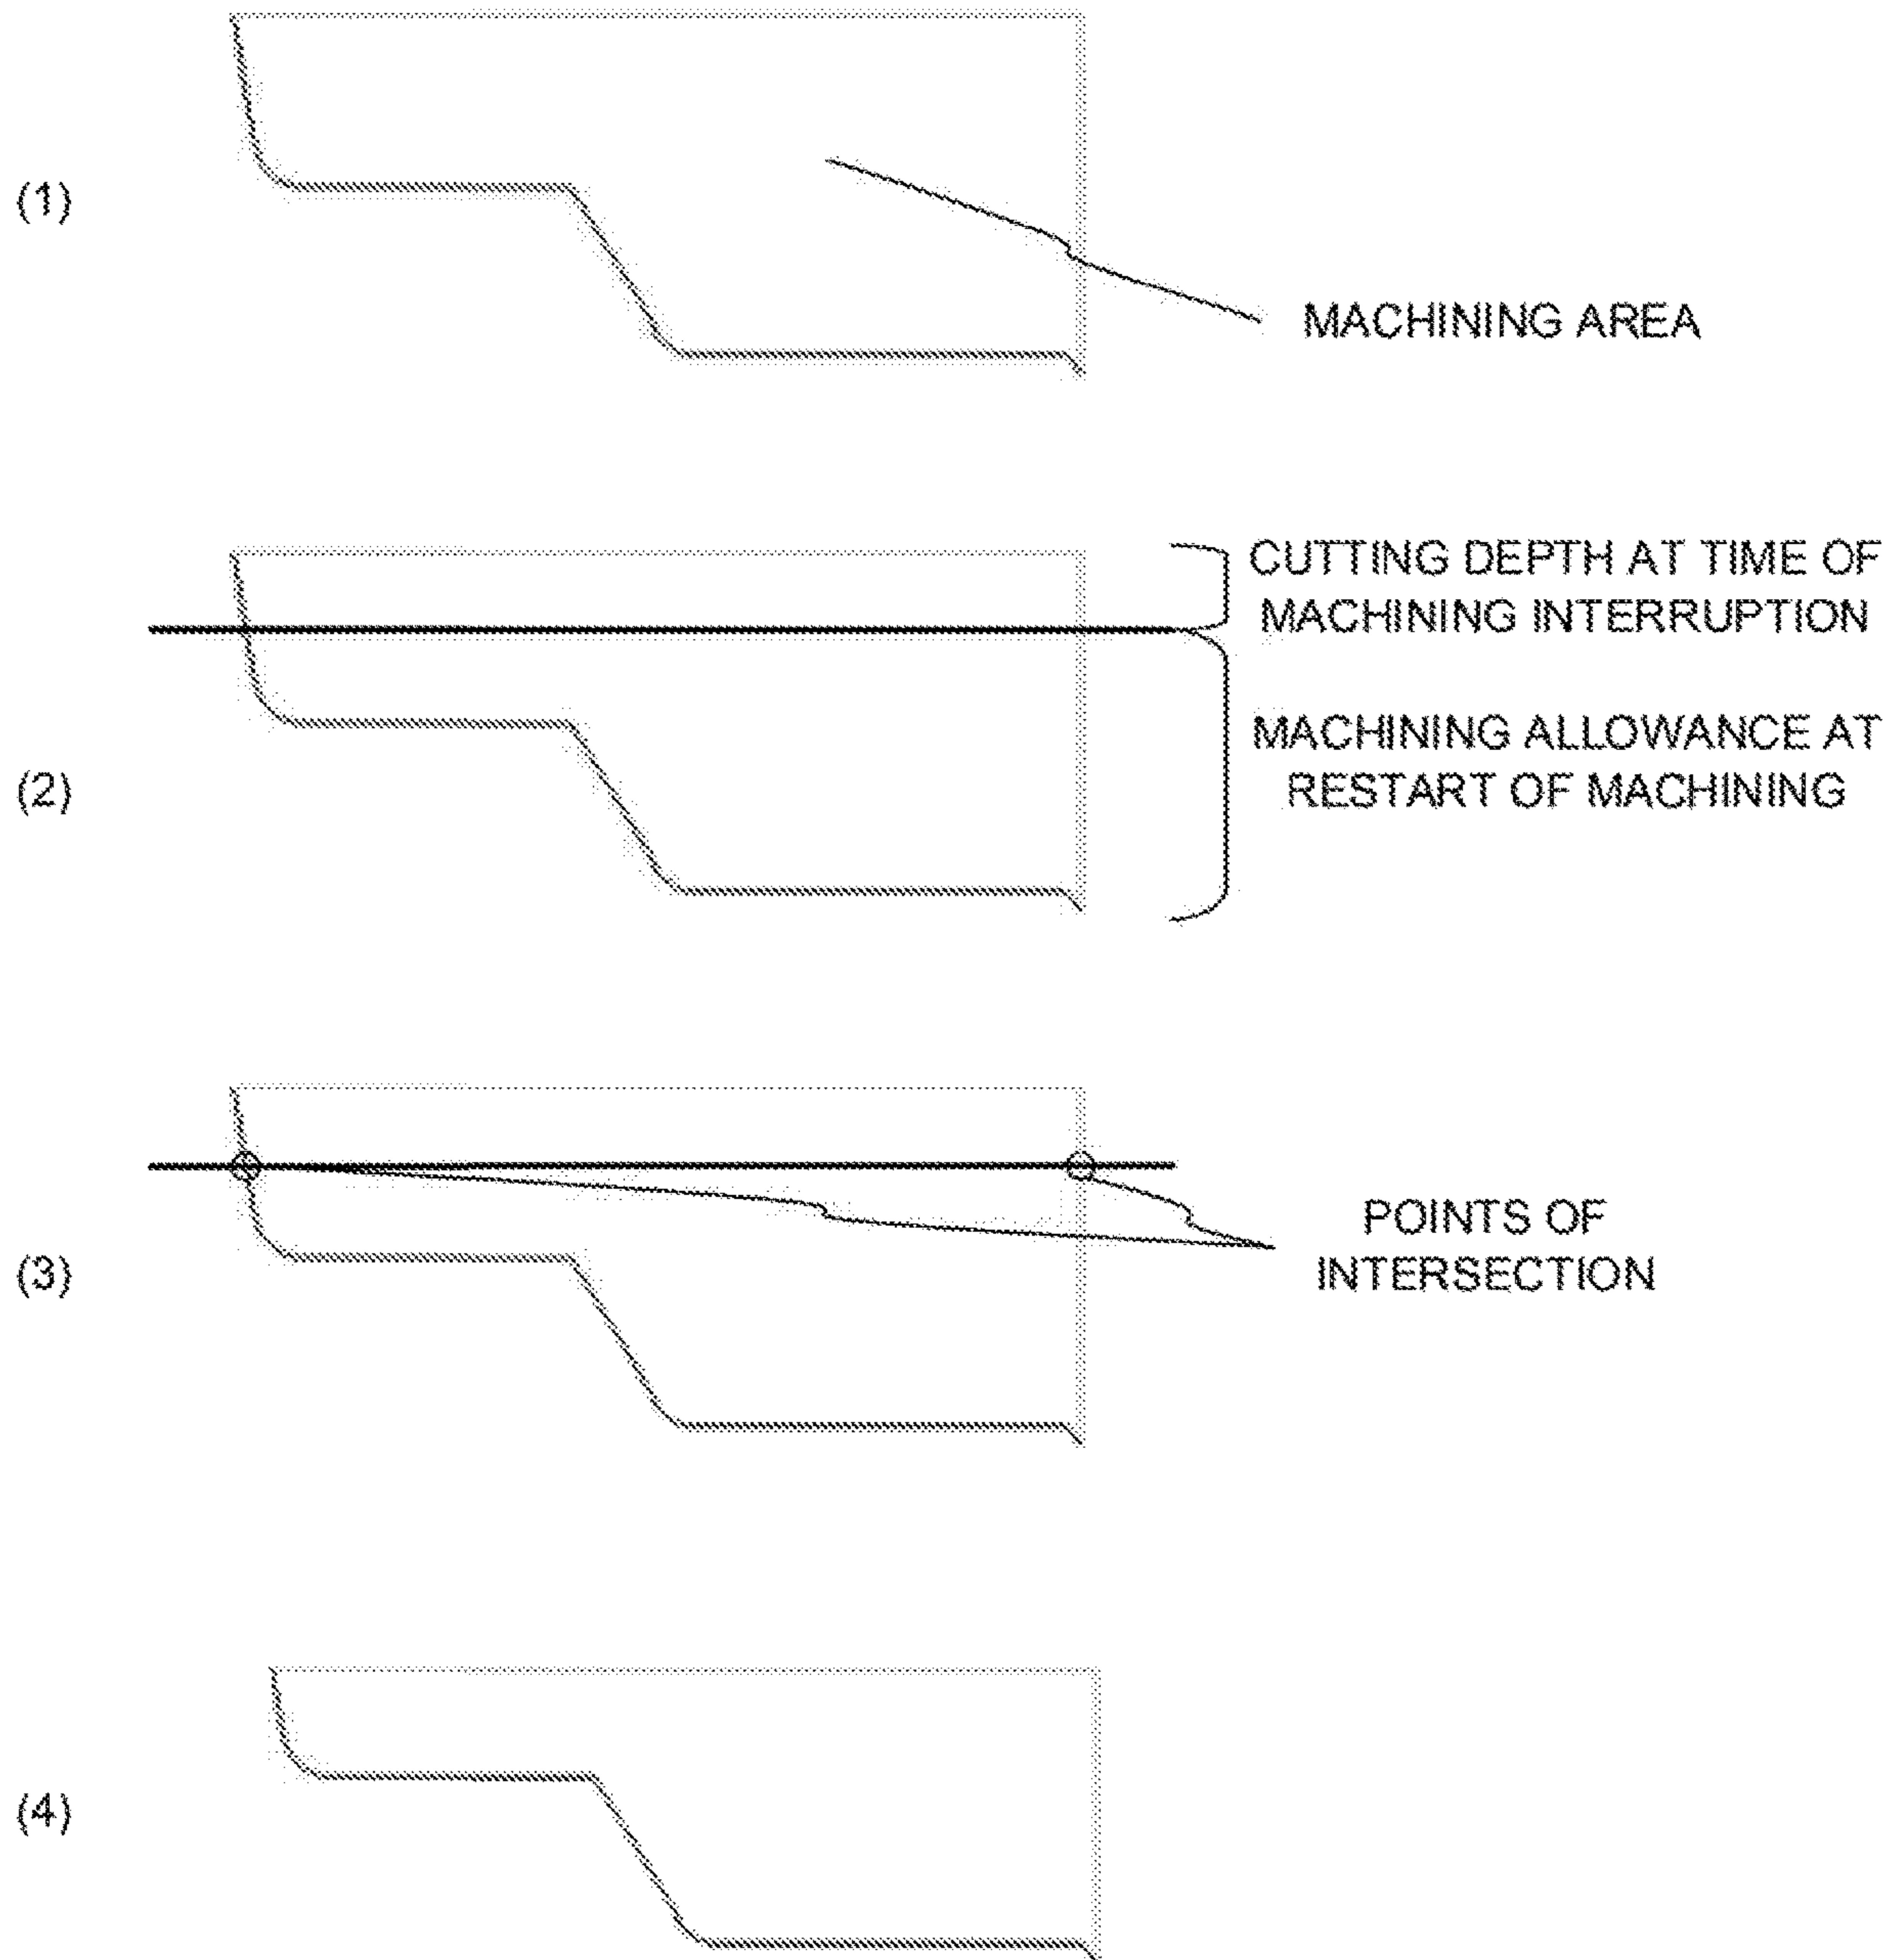 (1)
MACHINING AREA
CUTTING DEPTH AT TIME OF
MACHINING INTERRUPTION
(2)
MACHINING ALLOWANCE AT
RESTART OF MACHINING
(3)
POINTS OF
INTERSECTION
(4)